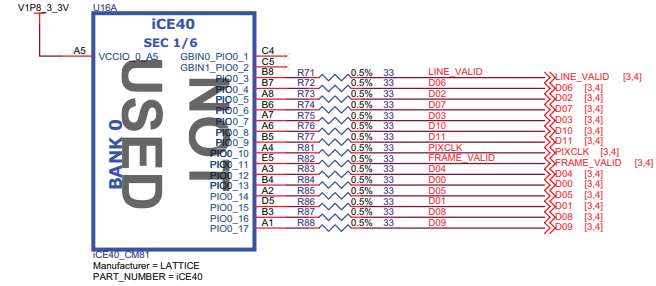 V1P8_3_3V
U16A
iCE40
SEC 1/6
A5 VCCIO_0_A5
GBIN0_PIO0_1 C4
GBIN1_PIO0_2 C5
PIO0_3 B8 R71 0.5% 33 LINE_VALID LINE_VALID [3,4]
PIO0_4 B7 R72 0.5% 33 D06 D06 [3,4]
PIO0_5 A8 R73 0.5% 33 D02 D02 [3,4]
PIO0_6 B6 R74 0.5% 33 D07 D07 [3,4]
PIO0_7 A7 R75 0.5% 33 D03 D03 [3,4]
PIO0_8 A6 R76 0.5% 33 D10 D10 [3,4]
PIO0_9 B5 R77 0.5% 33 D11 D11 [3,4]
PIO0_10 A4 R81 0.5% 33 PIXCLK PIXCLK [3,4]
PIO0_11 E5 R82 0.5% 33 FRAME_VALID FRAME_VALID [3,4]
PIO0_12 A3 R83 0.5% 33 D04 D04 [3,4]
PIO0_13 B4 R84 0.5% 33 D00 D00 [3,4]
PIO0_14 A2 R85 0.5% 33 D05 D05 [3,4]
PIO0_15 D5 R86 0.5% 33 D01 D01 [3,4]
PIO0_16 B3 R87 0.5% 33 D08 D08 [3,4]
PIO0_17 A1 R88 0.5% 33 D09 D09 [3,4]
BANK 0
NOT
USED
iCE40_CM81
Manufacturer = LATTICE
PART_NUMBER = iCE40